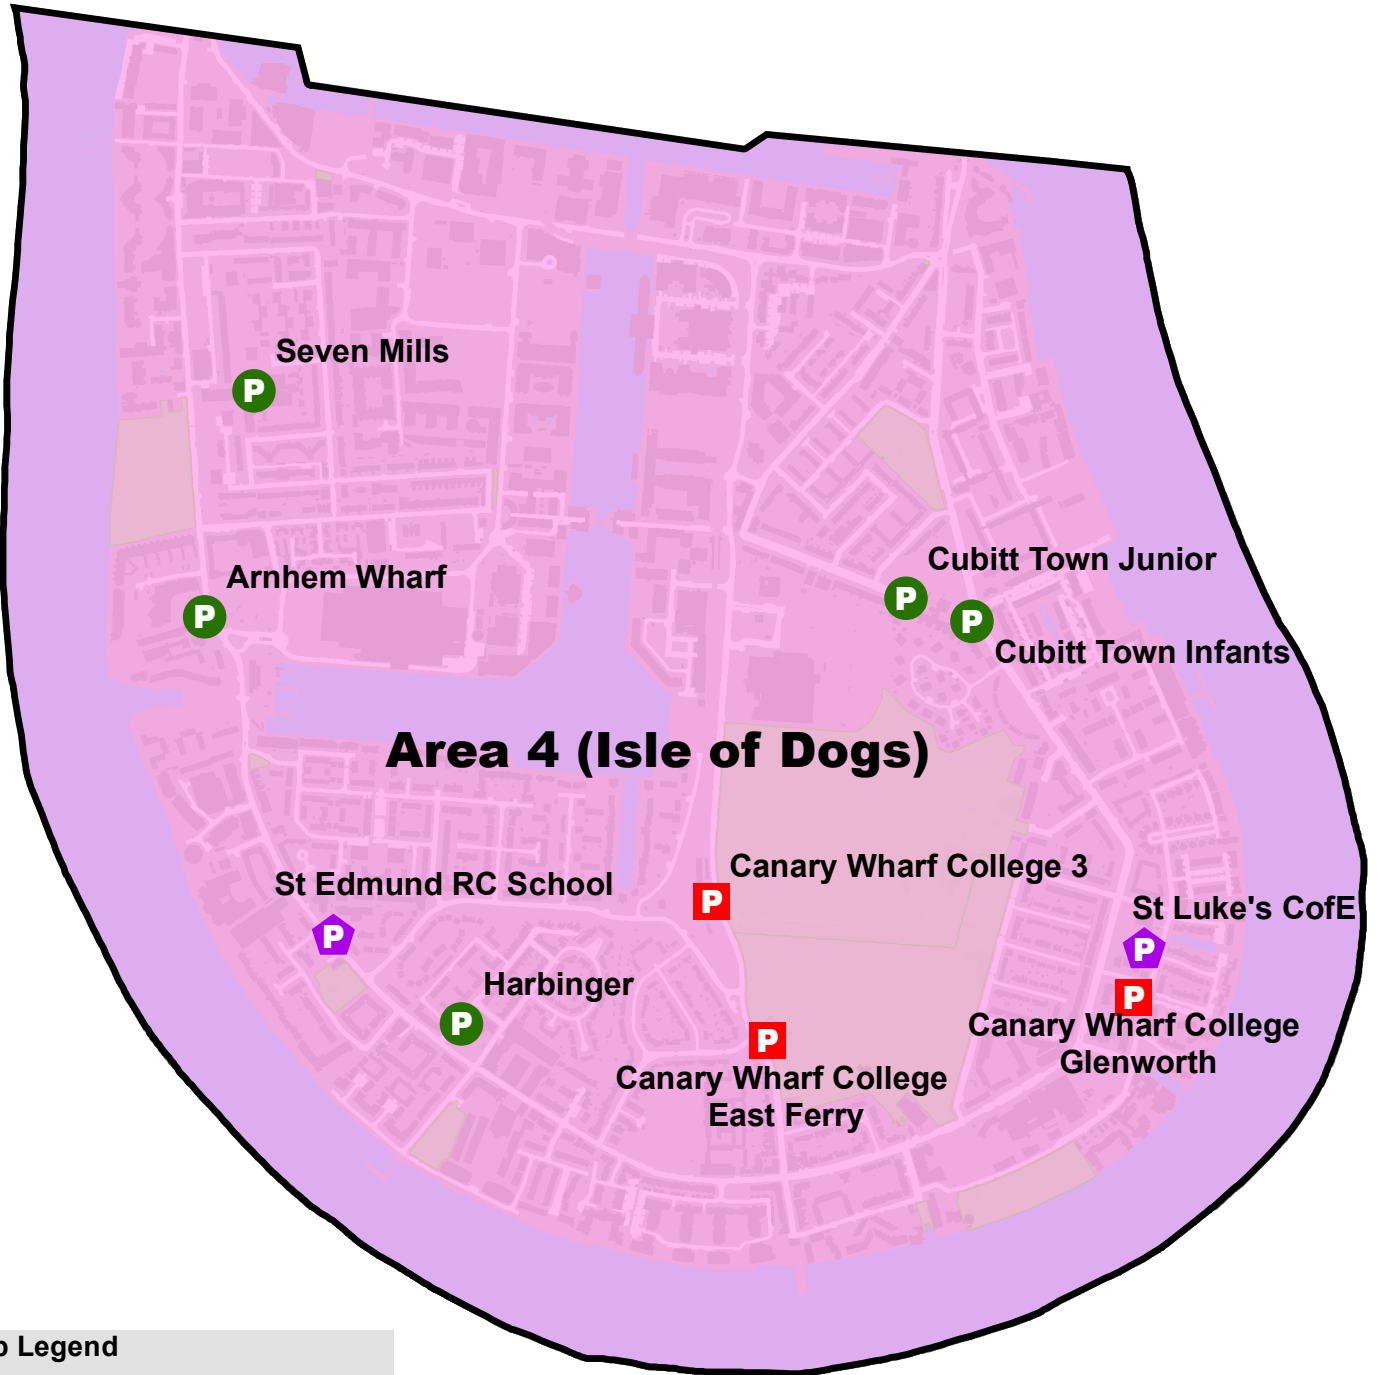 Seven Mills
P
Arnhem Wharf
P
Cubitt Town Junior
P
P
Cubitt Town Infants
Area 4 (Isle of Dogs)
Canary Wharf College 3
P
St Edmund RC School
P
St Luke's CofE
P
P
Canary Wharf College
Glenworth
Harbinger
P
P
Canary Wharf College
East Ferry
Legend